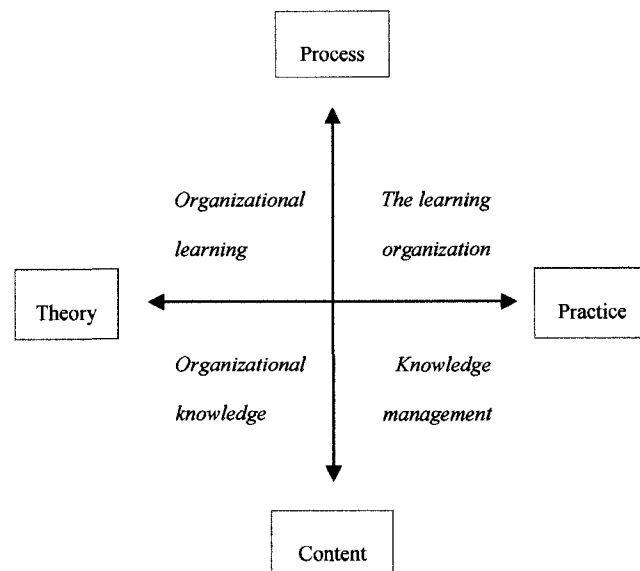 Process
Organizational
learning
The learning
organization
Theory
Practice
Organizational
knowledge
Knowledge
management
Content